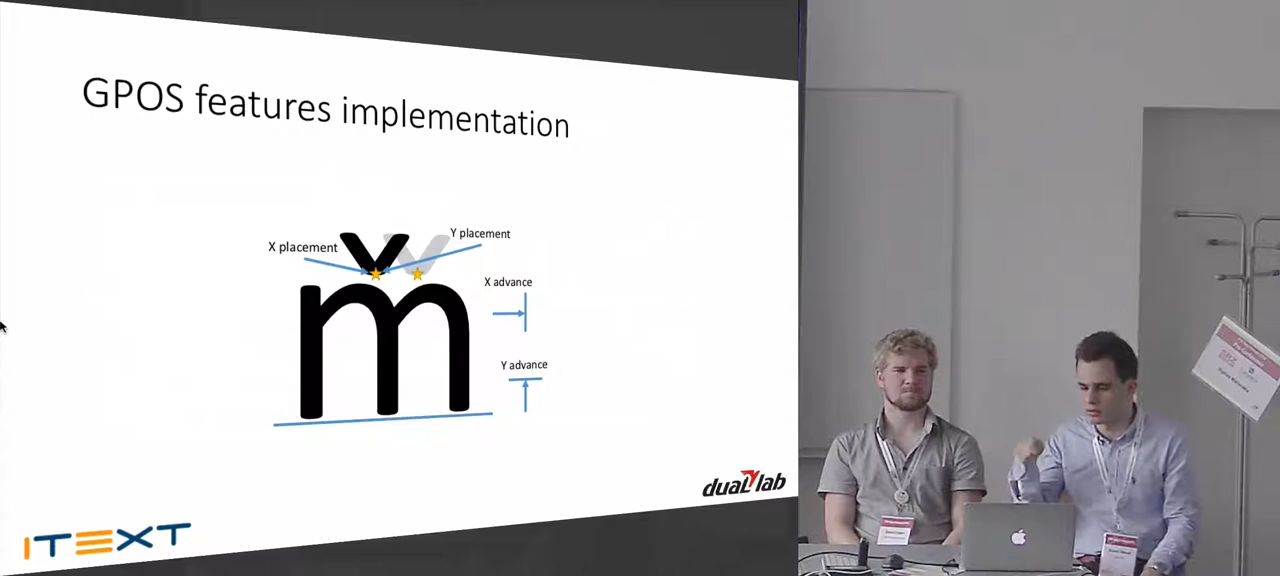 GPOS features implementation
X placement
Y placement
X advance
Y advance
dual lab
ITEXT